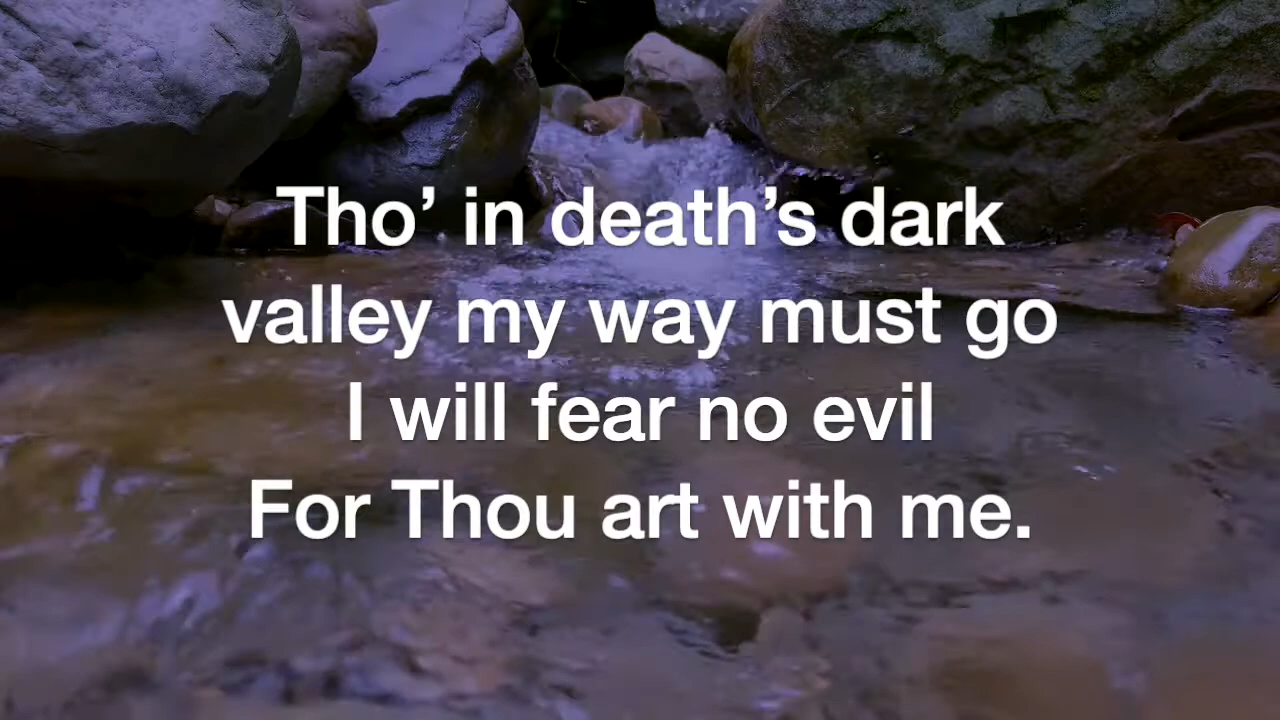 Tho’ in death’s dark
valley my way must go
I will fear no evil
For Thou art with me.